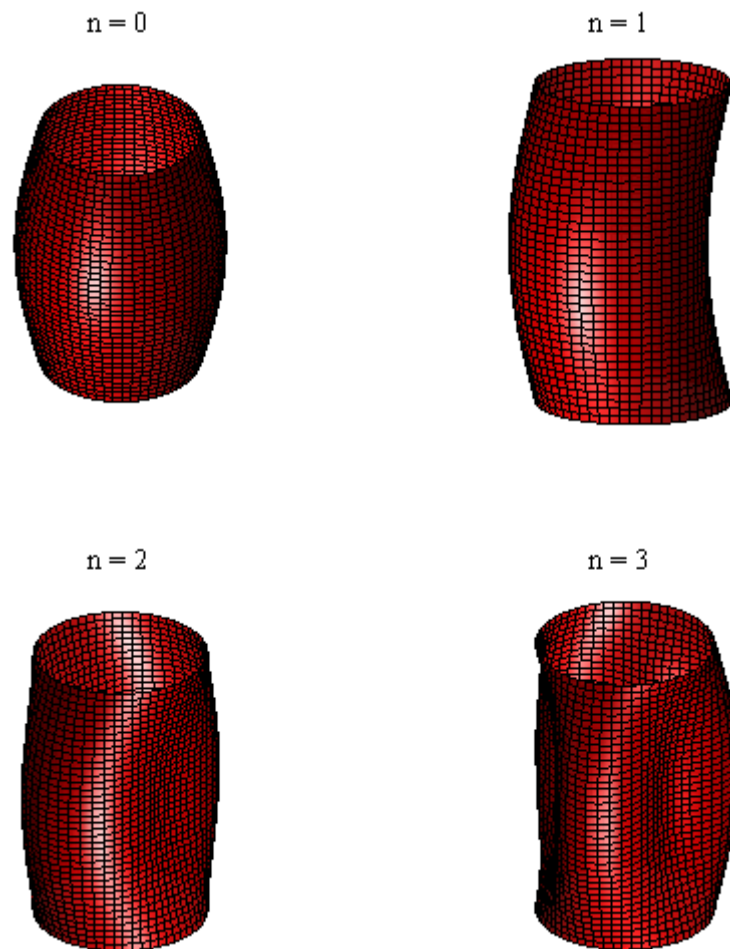 n = 0
n = 1
n = 2
n = 3